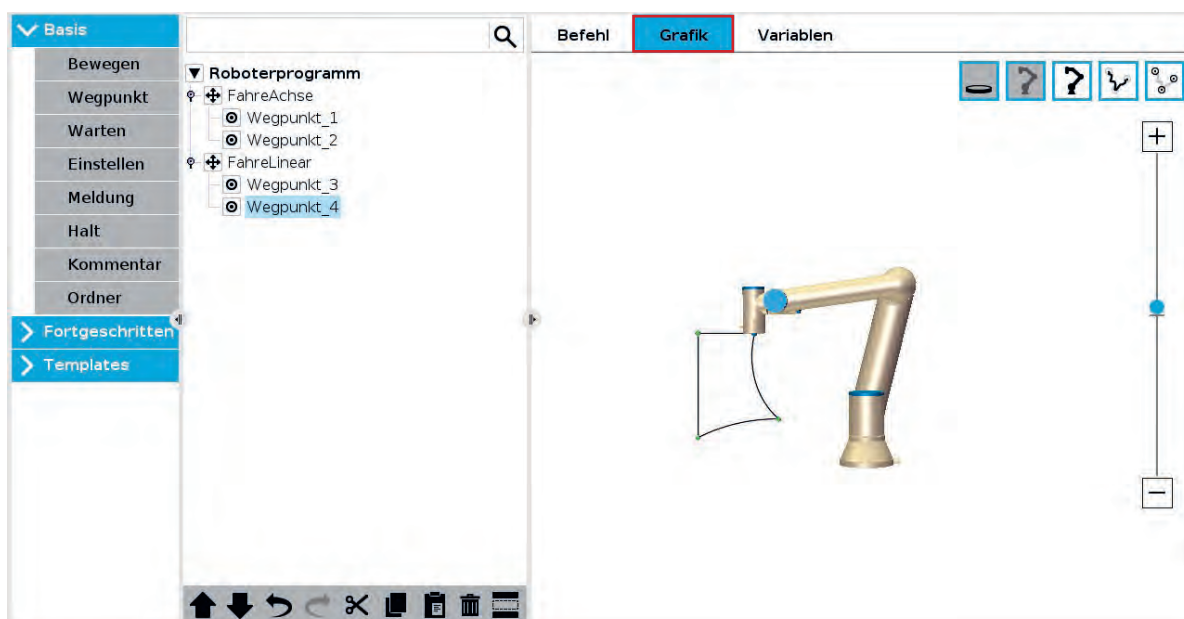 Basis
Bewegen
Wegpunkt
Warten
Einstellen
Meldung
Halt
Kommentar
Ordner
Fortgeschritten
Templates
Roboterprogramm
FahreAchse
Wegpunkt_1
Wegpunkt_2
FahreLinear
Wegpunkt_3
Wegpunkt_4
Befehl Grafik Variablen